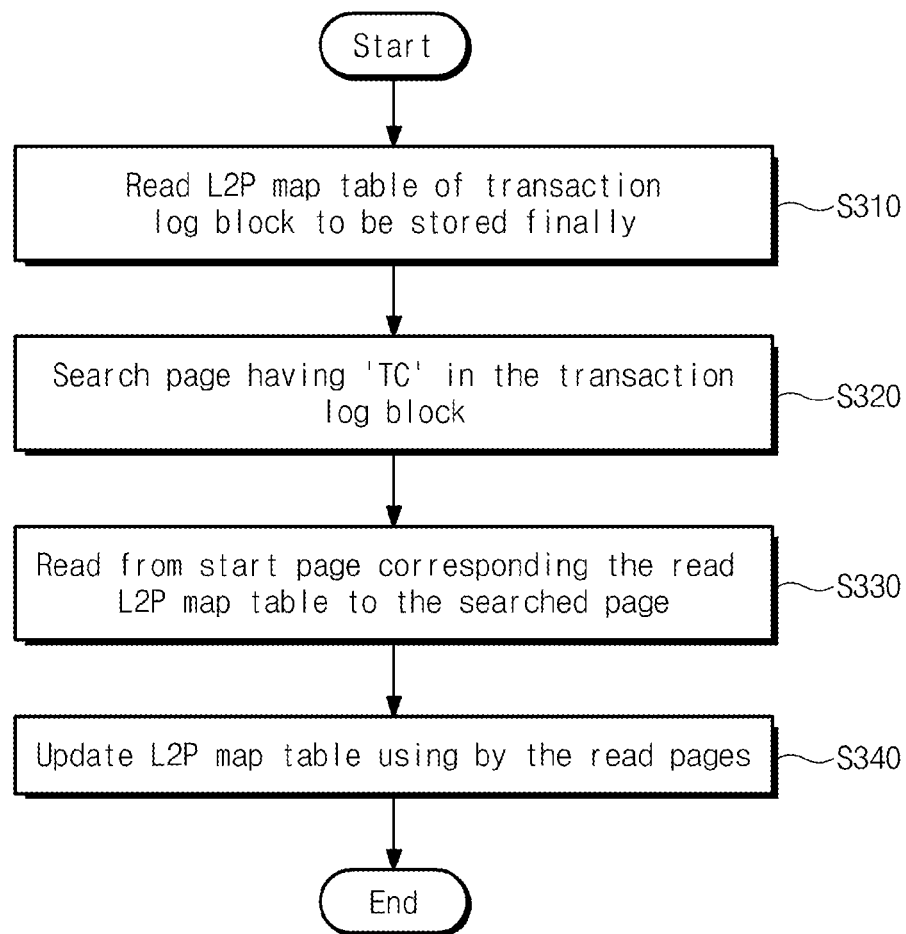 Start
Read L2P map table of transaction
log block to be stored finally
S310
Search page having 'TC' in the transaction
log block
S320
Read from start page corresponding the read
L2P map table to the searched page
S330
Update L2P map table using by the read pages
S340
End